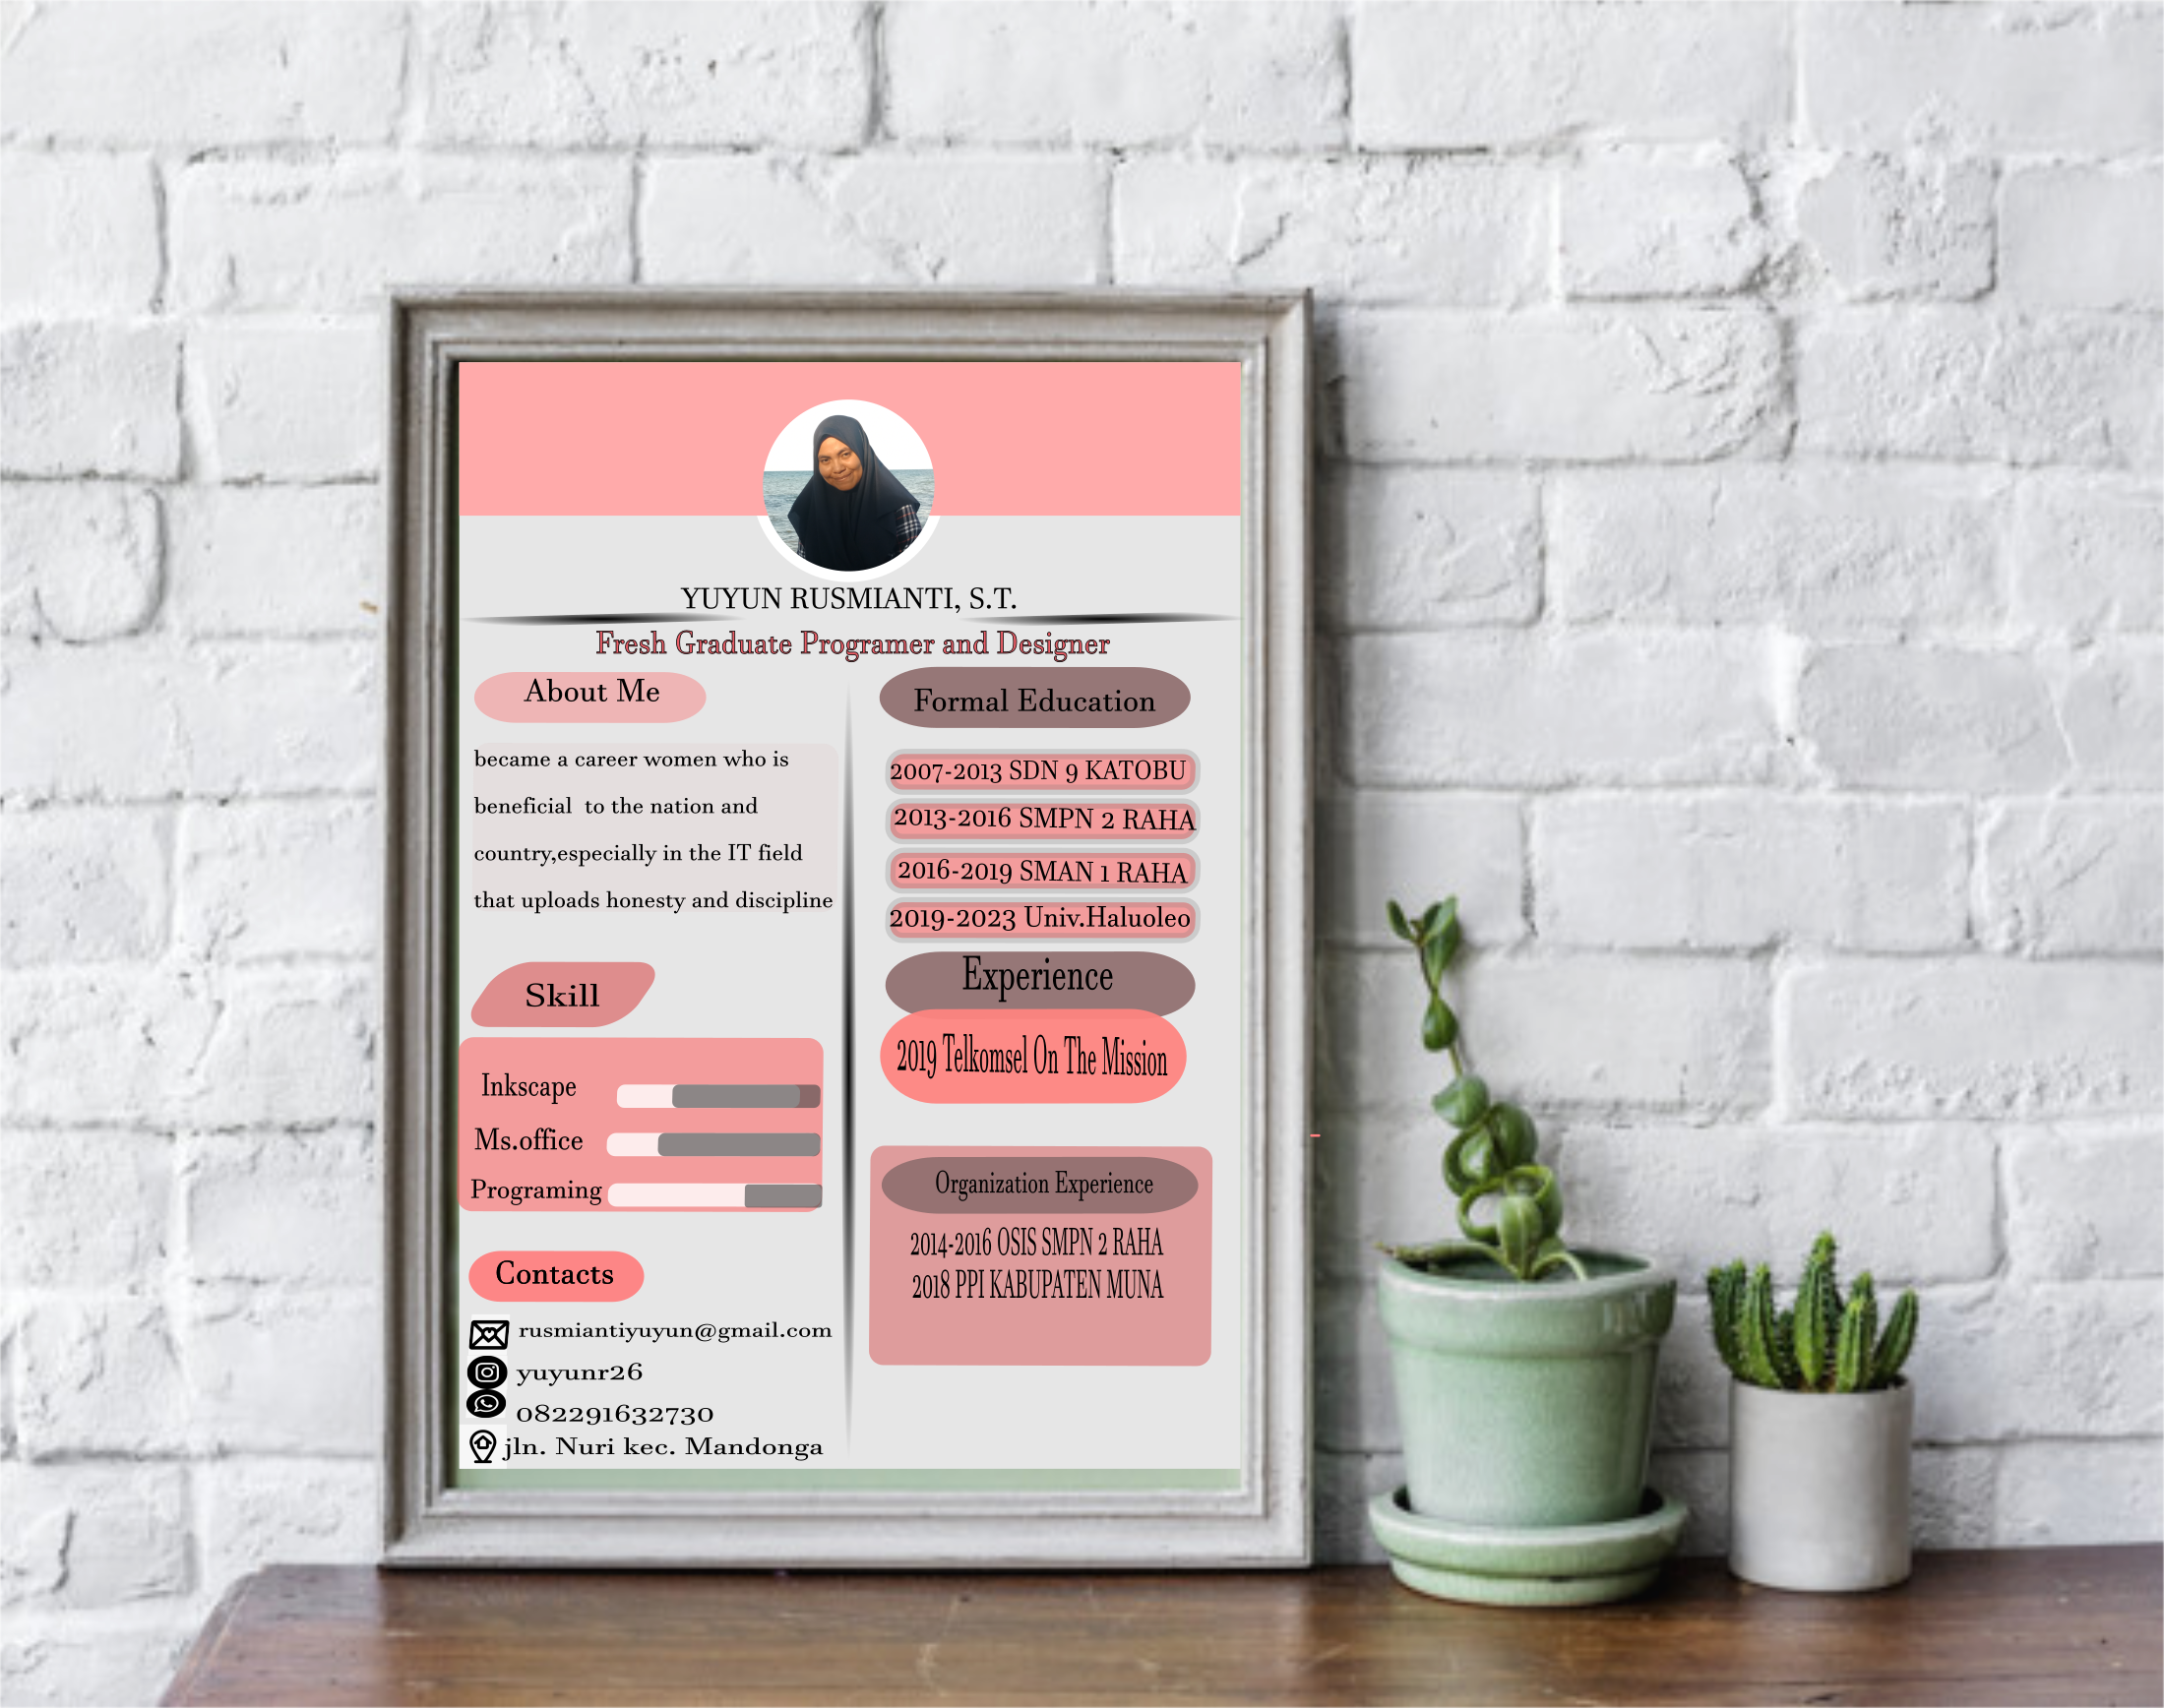 YUYUN RUSMIANTI, S.T.
Fresh Graduate Programer and Designer
About Me
became a career women who is
beneficial  to the nation and
country,especially in the IT field
that uploads honesty and discipline
Skill
Inkscape
Ms.office
Programing
Contacts
rusmiantiyuyun@gmail.com
yuyunr26
082291632730
jln. Nuri kec. Mandonga
Formal Education
2007-2013 SDN 9 KATOBU
2013-2016 SMPN 2 RAHA
2016-2019 SMAN 1 RAHA
2019-2023 Univ.Haluoleo
Experience
2019 Telkomsel On The Mission
Organization Experience
2014-2016 OSIS SMPN 2 RAHA
2018 PPI KABUPATEN MUNA